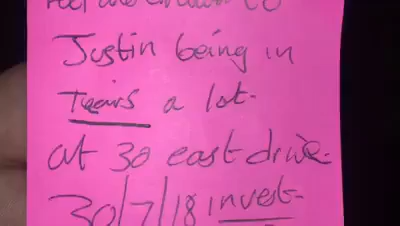 Justin being in
Tears a lot.
at 30 east drive.
30/7/18 invest-